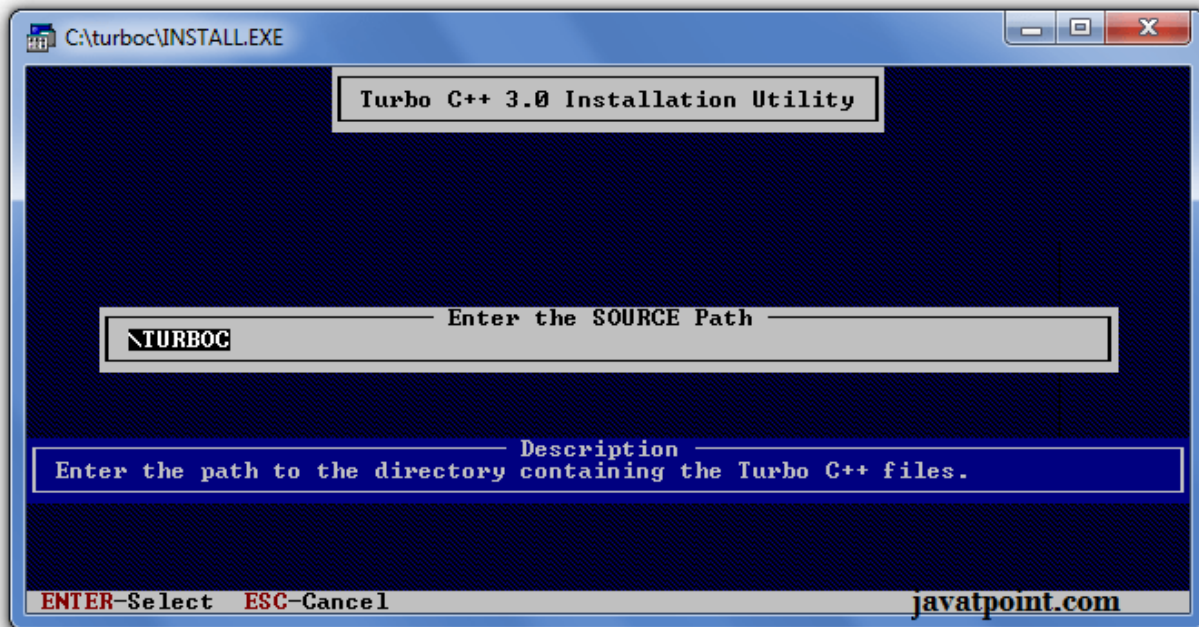 C:\turboc\INSTALL.EXE
Turbo C++ 3.0 Installation Utility
Enter the SOURCE Path
\TURBOC
Description
Enter the path to the directory containing the Turbo C++ files.
ENTER-Select ESC-Cancel
javatpoint.com